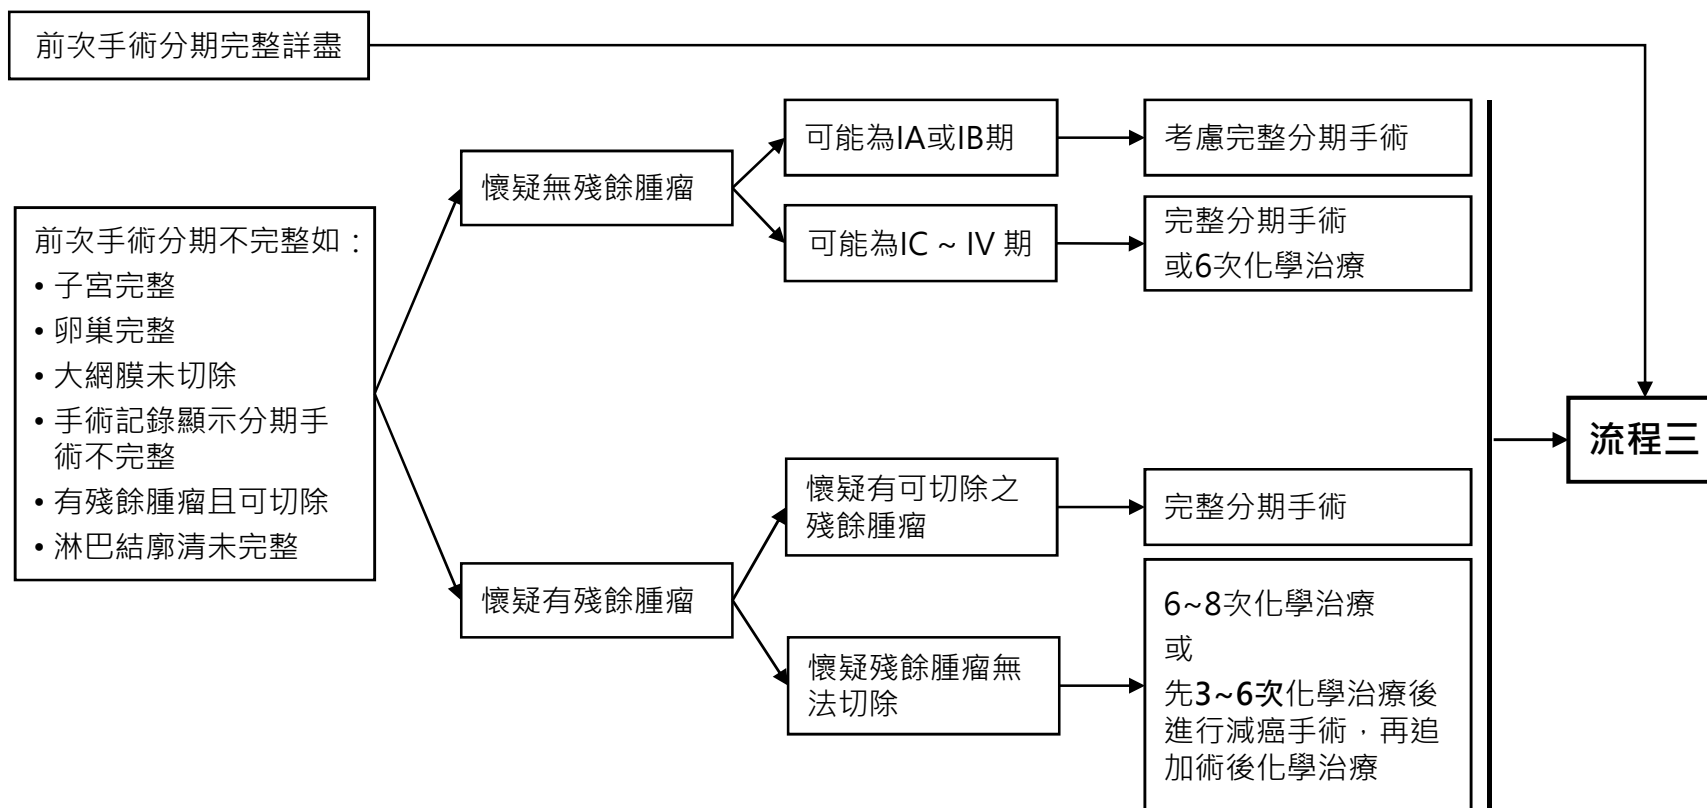 前次手術分期完整詳盡
前次手術分期不完整如：
• 子宮完整
• 卵巢完整
• 大網膜未切除
• 手術記錄顯示分期手
術不完整
• 有殘餘腫瘤且可切除
• 淋巴結廓清未完整
懷疑無殘餘腫瘤
可能為IA或IB期
考慮完整分期手術
可能為IC ~ IV 期
完整分期手術
或6次化學治療
懷疑有殘餘腫瘤
懷疑有可切除之
殘餘腫瘤
完整分期手術
懷疑殘餘腫瘤無
法切除
6~8次化學治療
或
先3~6次化學治療後
進行減癌手術，再追
加術後化學治療
流程三